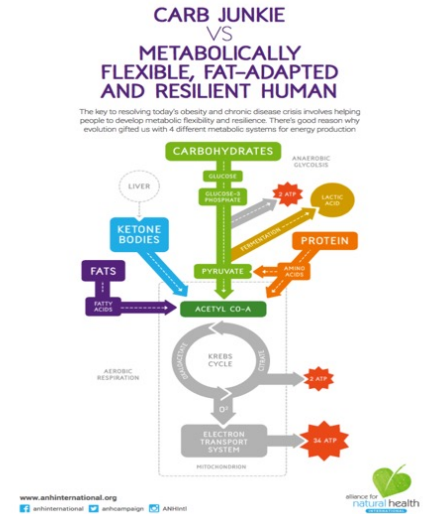 CARB JUNKIE
VS
METABOLICALLY
FLEXIBLE, FAT-ADAPTED
AND RESILIENT HUMAN
The key to resolving today's obesity and chronic disease crisis involves helping
people to develop metabolic flexibility and resilience. There's good reason why
evolution gifted us with 4 different metabolic systems for energy production
CARBOHYDRATES
ANAEROBIC
GLYCOLSIS
GLUCOSE
LIVER
GLUCOSE-6
PHOSPHATE
2 ATP
LACTIC
ACID
KETONE
BODIES
FERMENTATION
PROTEIN
FATS
PYRUVATE
AMINO
ACIDS
FATTY
ACIDS
ACETYL CO-A
OXALOACETATE
CITRATE
KREBS
CYCLE
AEROBIC
RESPIRATION
2 ATP
O²
ELECTRON
TRANSPORT
SYSTEM
34 ATP
MITOCHONDRION
www.anhinternational.org
anhinternational anhcampaign ANHIntl
alliance for
natural health
INTERNATIONAL